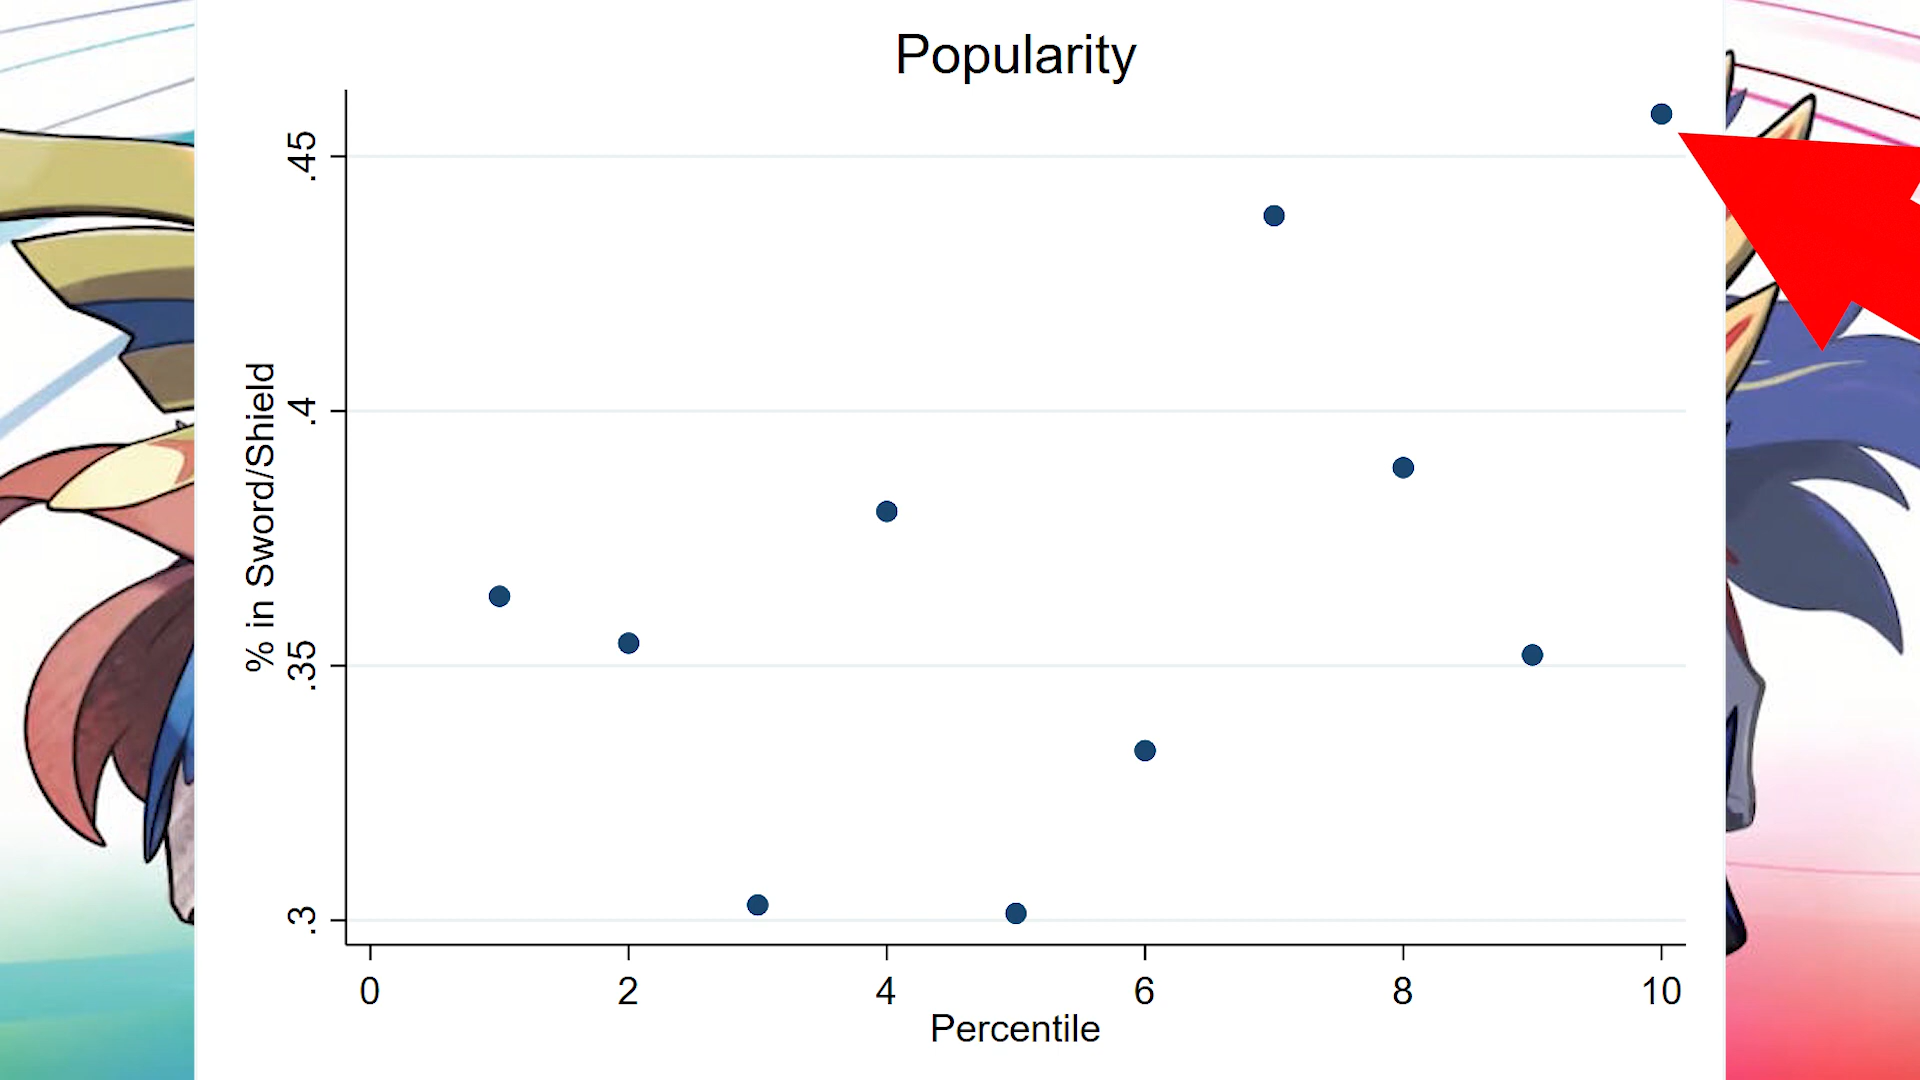 Popularity
% in Sword/Shield
.45
.4
.35
.3
0 2 4 6 8 10
Percentile